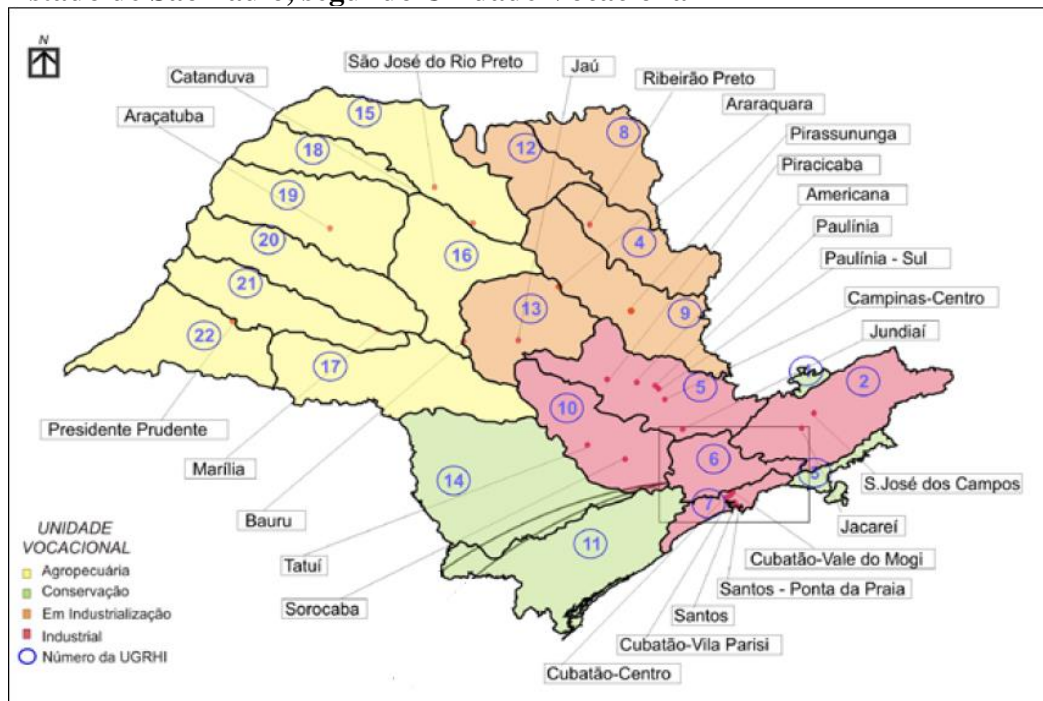 N
São José do Rio Preto
Jaú
Catanduva
Ribeirão Preto
Araçatuba
Araraquara
Pirassununga
Piracicaba
Americana
Paulínia
Paulínia - Sul
Campinas-Centro
Jundiaí
15
8
12
18
19
20
4
16
21
13
9
22
17
5
2
10
6
14
7
11
Presidente Prudente
Marília
Bauru
Tatuí
Sorocaba
S.José dos Campos
Jacareí
Cubatão-Vale do Mogi
Santos - Ponta da Praia
Santos
Cubatão-Vila Parisi
Cubatão-Centro
UNIDADE
VOCACIONAL
Agropecuária
Conservação
Em Industrialização
Industrial
Número da UGRHI